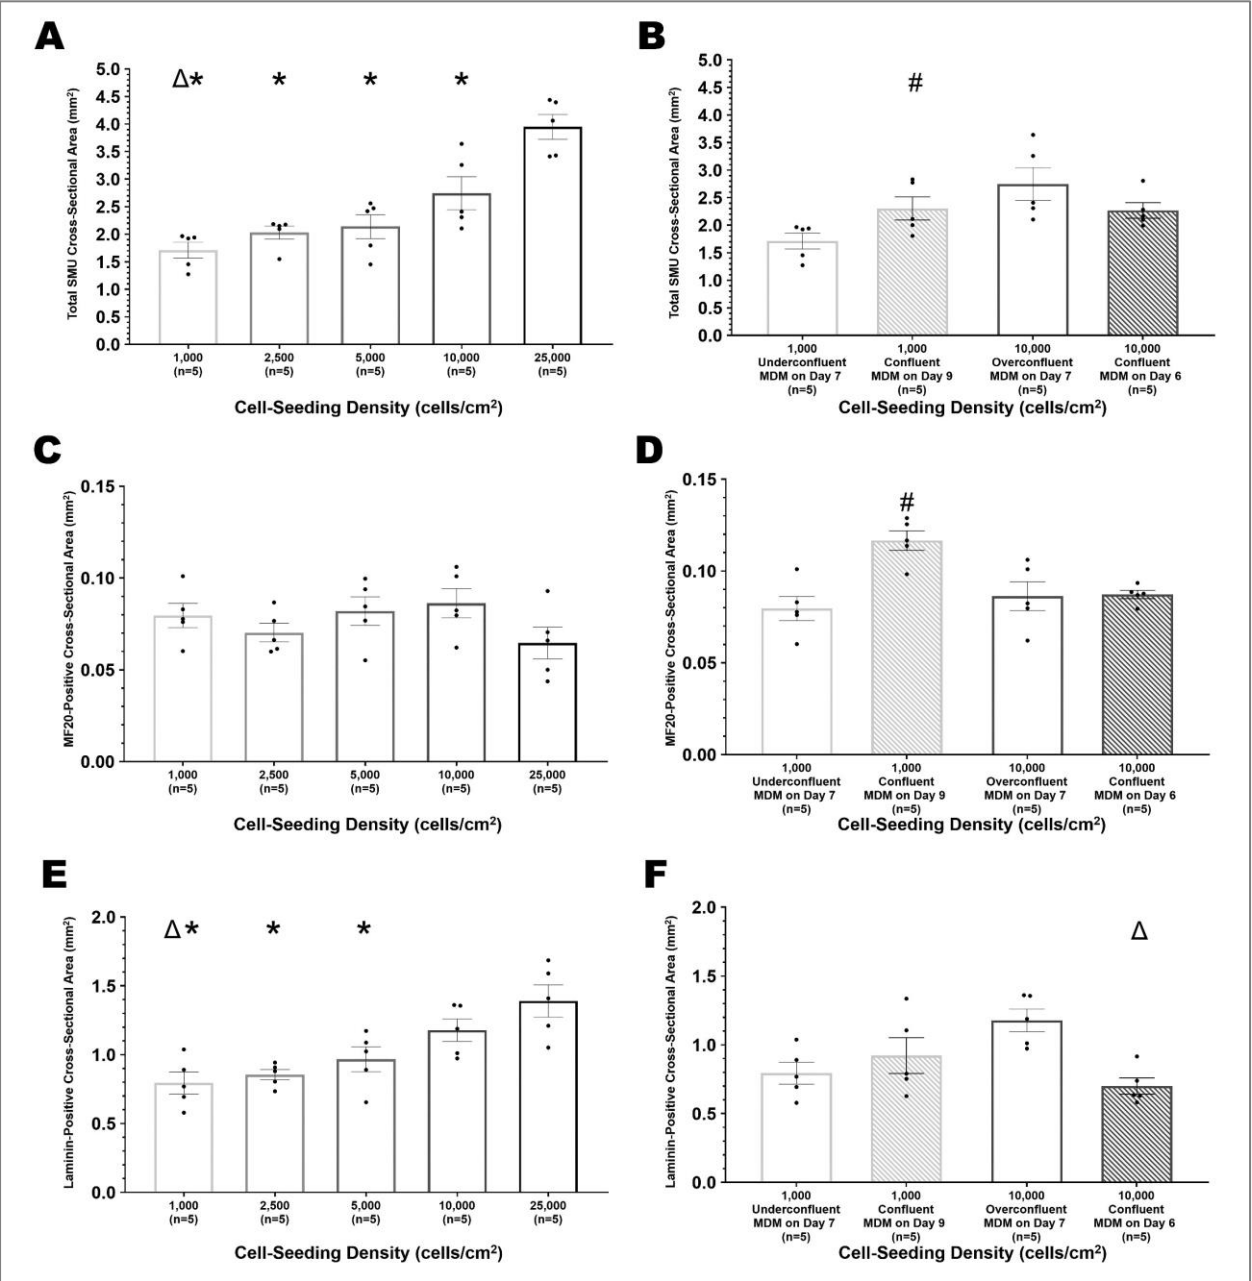 A
Total SMU Cross-Sectional Area (mm²)
5.0
4.5
4.0
3.5
3.0
2.5
2.0
1.5
1.0
0.5
0.0
Δ* * * *
1,000 2,500 5,000 10,000 25,000
(n=5) (n=5) (n=5) (n=5) (n=5)
Cell-Seeding Density (cells/cm²)
B
Total SMU Cross-Sectional Area (mm²)
5.0
4.5
4.0
3.5
3.0
2.5
2.0
1.5
1.0
0.5
0.0
#
1,000 1,000 10,000 10,000
Underconfluent Confluent Overconfluent Confluent
MDM on Day 7 MDM on Day 9 MDM on Day 7 MDM on Day 6
(n=5) (n=5) (n=5) (n=5)
Cell-Seeding Density (cells/cm²)
C
MF20-Positive Cross-Sectional Area (mm²)
0.15
0.10
0.05
0.00
1,000 2,500 5,000 10,000 25,000
(n=5) (n=5) (n=5) (n=5) (n=5)
Cell-Seeding Density (cells/cm²)
D
MF20-Positive Cross-Sectional Area (mm²)
0.15
0.10
0.05
0.00
#
1,000 1,000 10,000 10,000
Underconfluent Confluent Overconfluent Confluent
MDM on Day 7 MDM on Day 9 MDM on Day 7 MDM on Day 6
(n=5) (n=5) (n=5) (n=5)
Cell-Seeding Density (cells/cm²)
E
Laminin-Positive Cross-Sectional Area (mm²)
2.0
1.5
1.0
0.5
0.0
Δ* * *
1,000 2,500 5,000 10,000 25,000
(n=5) (n=5) (n=5) (n=5) (n=5)
Cell-Seeding Density (cells/cm²)
F
Laminin-Positive Cross-Sectional Area (mm²)
2.0
1.5
1.0
0.5
0.0
Δ
1,000 1,000 10,000 10,000
Underconfluent Confluent Overconfluent Confluent
MDM on Day 7 MDM on Day 9 MDM on Day 7 MDM on Day 6
(n=5) (n=5) (n=5) (n=5)
Cell-Seeding Density (cells/cm²)